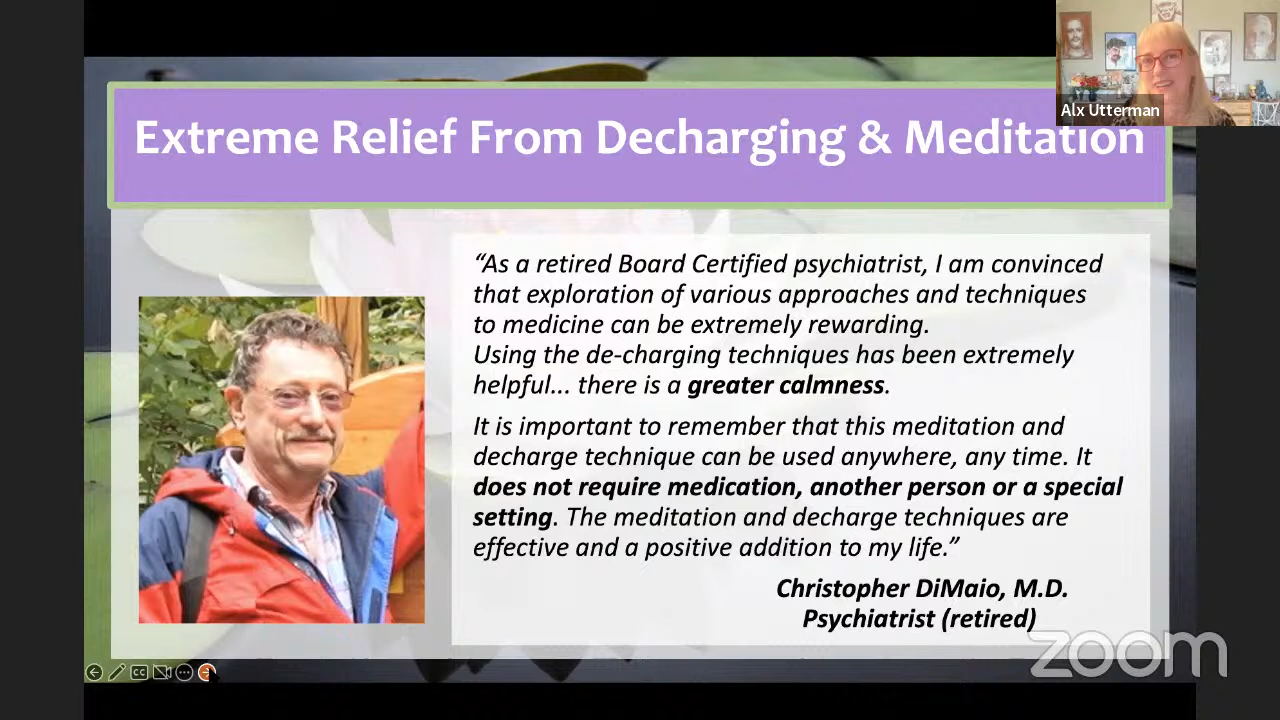 Alx Utterman
Extreme Relief From Decharging & Meditation
“As a retired Board Certified psychiatrist, I am convinced
that exploration of various approaches and techniques
to medicine can be extremely rewarding.
Using the de-charging techniques has been extremely
helpful... there is a greater calmness.
It is important to remember that this meditation and
decharge technique can be used anywhere, any time. It
does not require medication, another person or a special
setting. The meditation and decharge techniques are
effective and a positive addition to my life.”
Christopher DiMaio, M.D.
Psychiatrist (retired)
CC
zoom